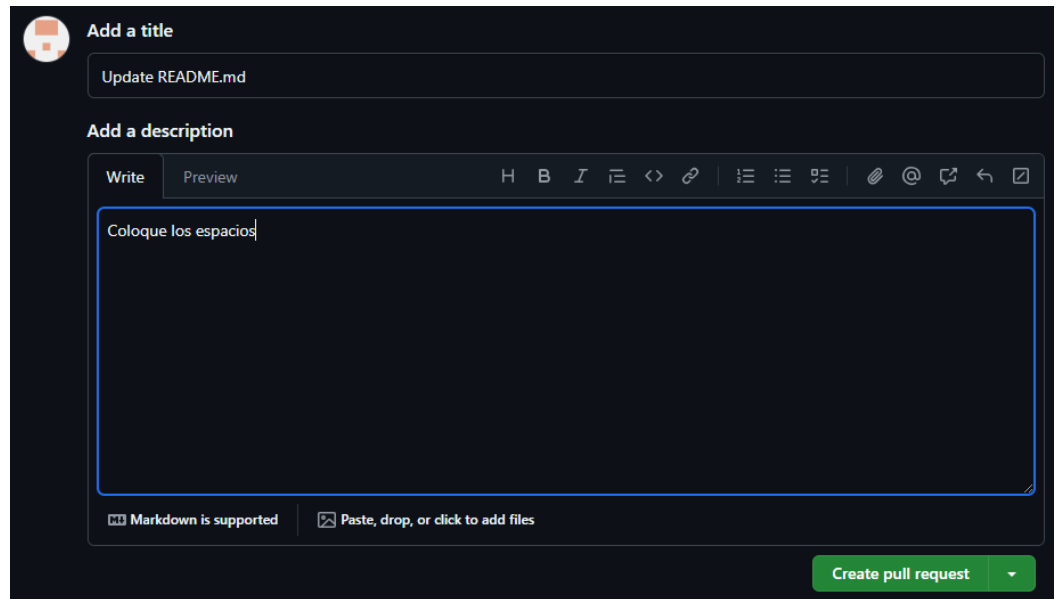 Add a title
Update README.md
Add a description
Write Preview H B I
Coloque los espacios
Markdown is supported Paste, drop, or click to add files
Create pull request